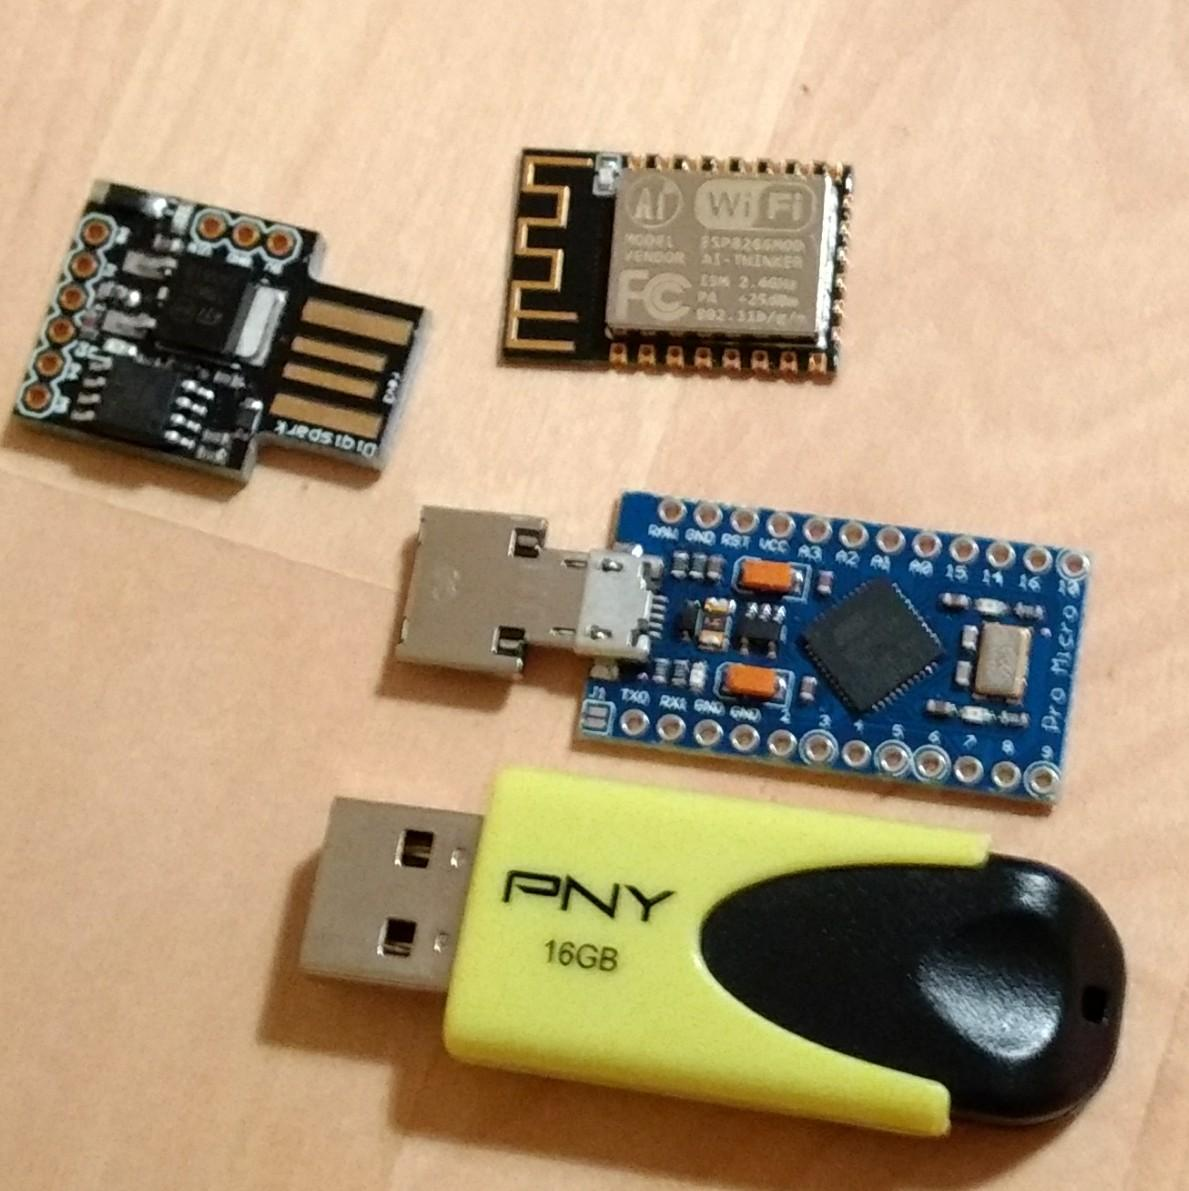 Ai
WiFi
MODEL ESP8266MOD
VENDOR AI-THINKER
FC
ISM 2.4GHz
PA +25dBm
802.11b/g/n
Digispark
rev4
RAW GND RST VCC A3 A2 A1 A0 15 14 16 10
Pro Micro
J1 TXO RX1 GND GND 2 3 4 5 6 7 8 9
PNY
16GB